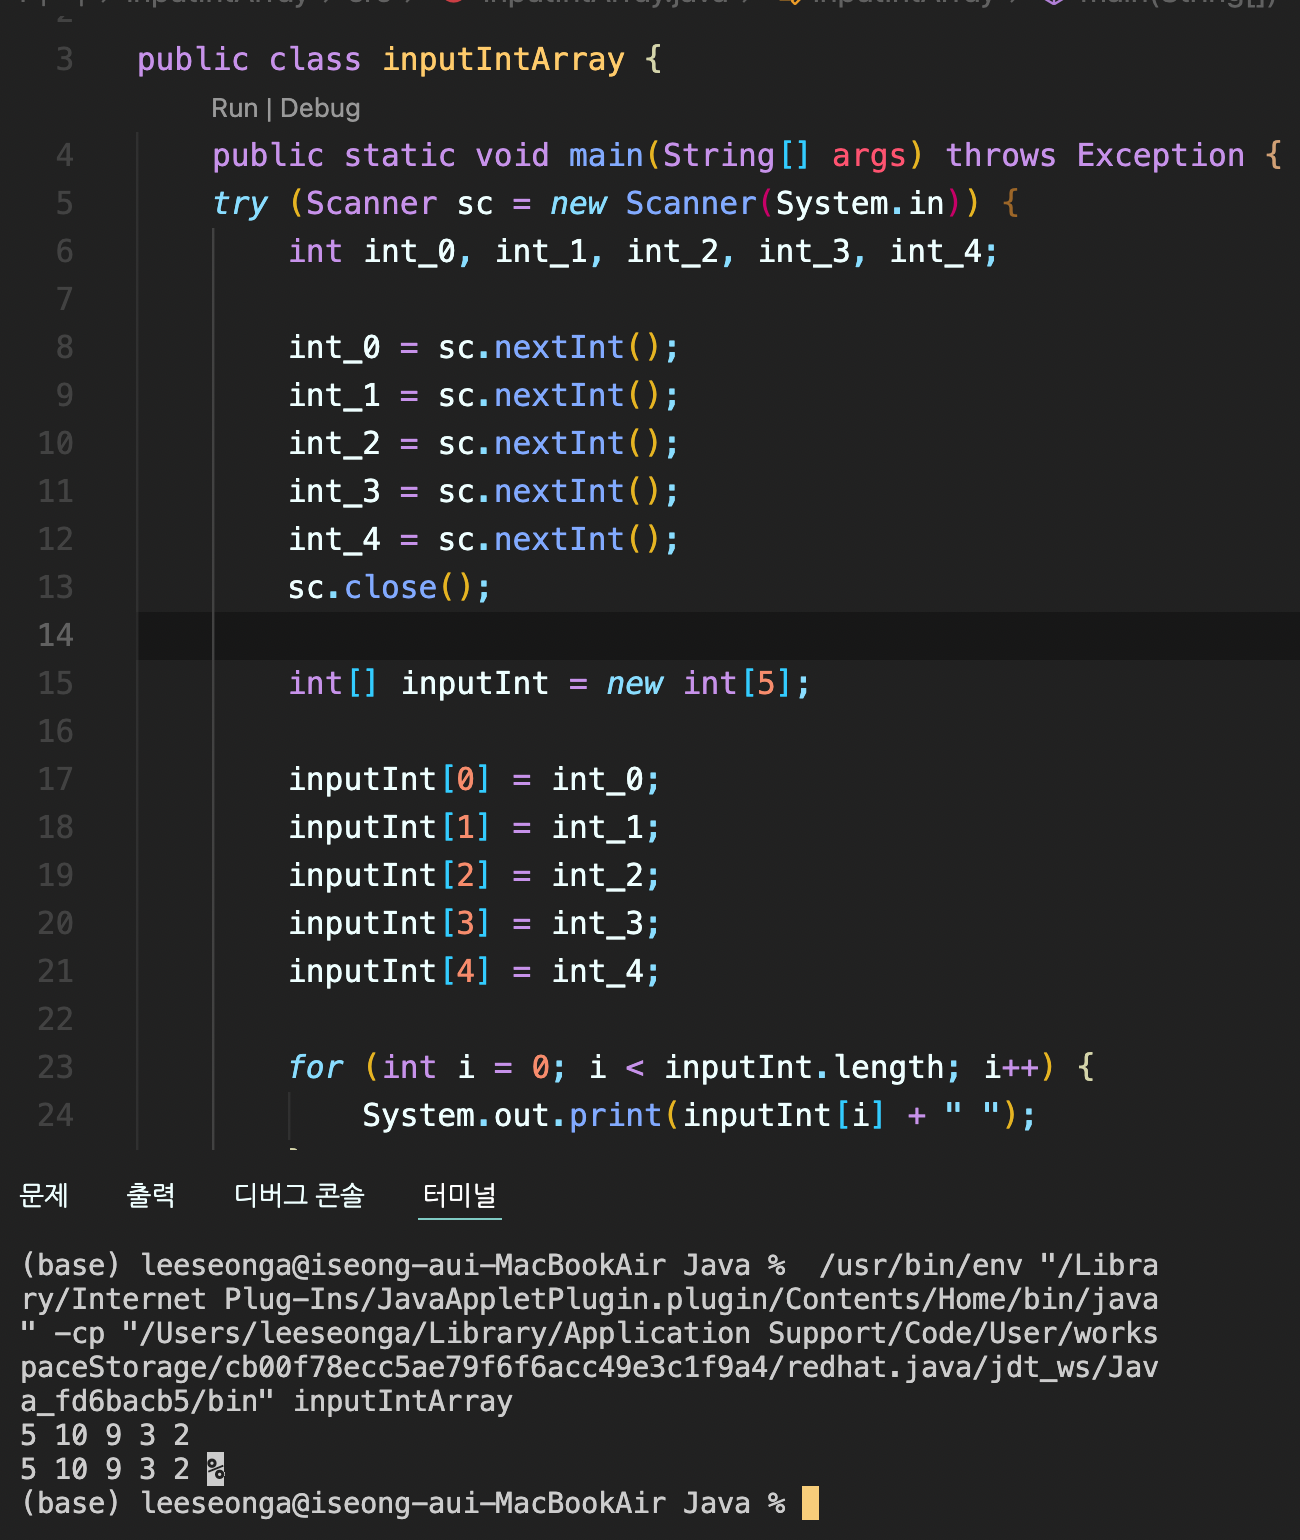 3 public class inputIntArray {
Run | Debug
4 public static void main(String[] args) throws Exception {
5 try (Scanner sc = new Scanner(System.in)) {
6 int int_0, int_1, int_2, int_3, int_4;
7
8 int_0 = sc.nextInt();
9 int_1 = sc.nextInt();
10 int_2 = sc.nextInt();
11 int_3 = sc.nextInt();
12 int_4 = sc.nextInt();
13 sc.close();
14
15 int[] inputInt = new int[5];
16
17 inputInt[0] = int_0;
18 inputInt[1] = int_1;
19 inputInt[2] = int_2;
20 inputInt[3] = int_3;
21 inputInt[4] = int_4;
22
23 for (int i = 0; i < inputInt.length; i++) {
24 System.out.print(inputInt[i] + " ");
문제 출력 디버그 콘솔 터미널
(base) leeseonga@iseong-aui-MacBookAir Java %  /usr/bin/env "/Libra
ry/Internet Plug-Ins/JavaAppletPlugin.plugin/Contents/Home/bin/java
" -cp "/Users/leeseonga/Library/Application Support/Code/User/works
paceStorage/cb00f78ecc5ae79f6f6acc49e3c1f9a4/redhat.java/jdt_ws/Jav
a_fd6bacb5/bin" inputIntArray
5 10 9 3 2
5 10 9 3 2 %
(base) leeseonga@iseong-aui-MacBookAir Java %